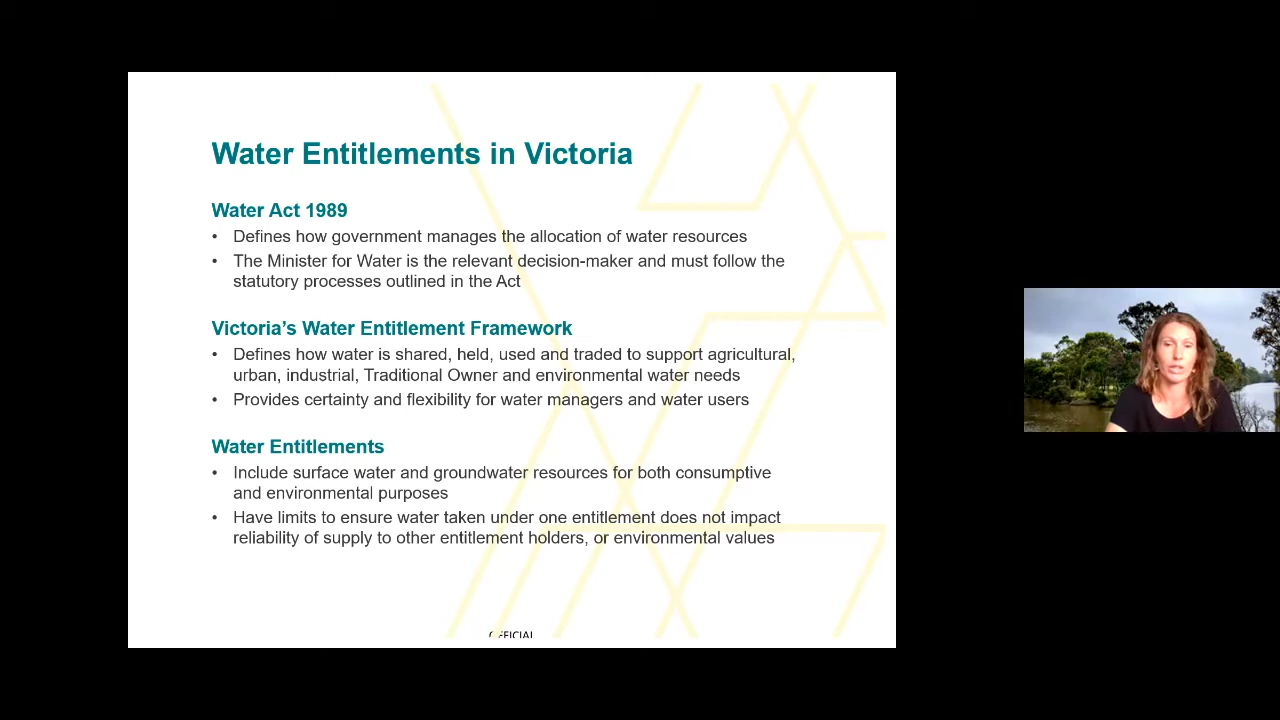 Water Entitlements in Victoria
Water Act 1989
• Defines how government manages the allocation of water resources
• The Minister for Water is the relevant decision-maker and must follow the
statutory processes outlined in the Act
Victoria’s Water Entitlement Framework
• Defines how water is shared, held, used and traded to support agricultural,
urban, industrial, Traditional Owner and environmental water needs
• Provides certainty and flexibility for water managers and water users
Water Entitlements
• Include surface water and groundwater resources for both consumptive
and environmental purposes
• Have limits to ensure water taken under one entitlement does not impact
reliability of supply to other entitlement holders, or environmental values
OFFICIAL